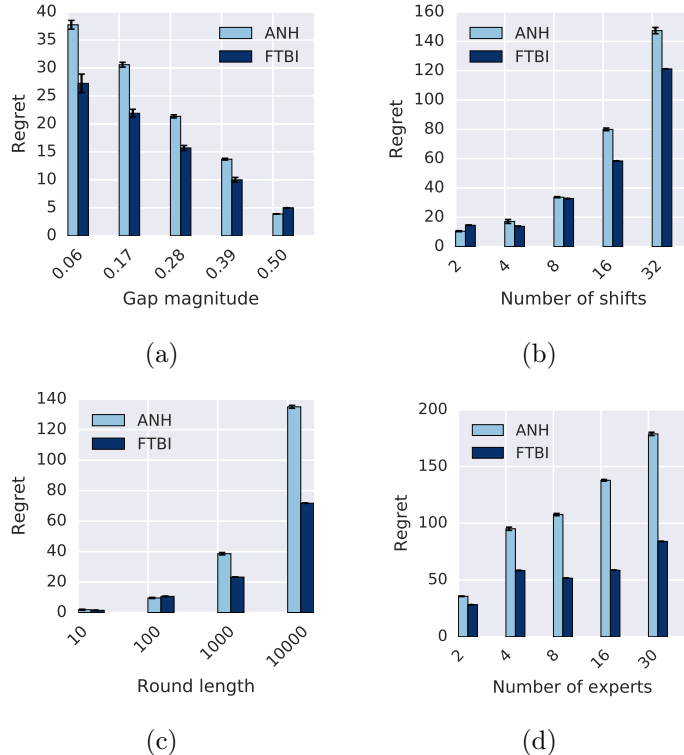 40
35
30
25
20
15
10
5
0
Regret
ANH
FTBI
0.06
0.17
0.28
0.39
0.50
Gap magnitude
(a)
160
140
120
100
80
60
40
20
0
Regret
ANH
FTBI
2
4
8
16
32
Number of shifts
(b)
140
120
100
80
60
40
20
0
Regret
ANH
FTBI
10
100
1000
10000
Round length
(c)
200
150
100
50
0
Regret
ANH
FTBI
2
4
8
16
30
Number of experts
(d)